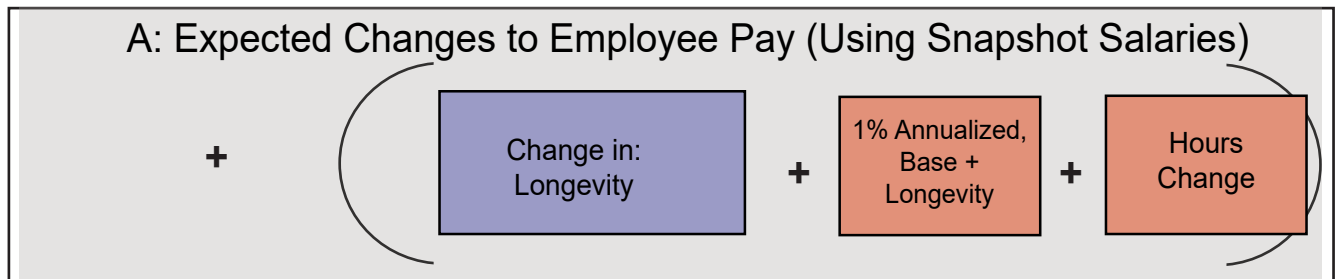 A: Expected Changes to Employee Pay (Using Snapshot Salaries)
+
(
Change in:
Longevity
+
1% Annualized,
Base +
Longevity
+
Hours
Change
)